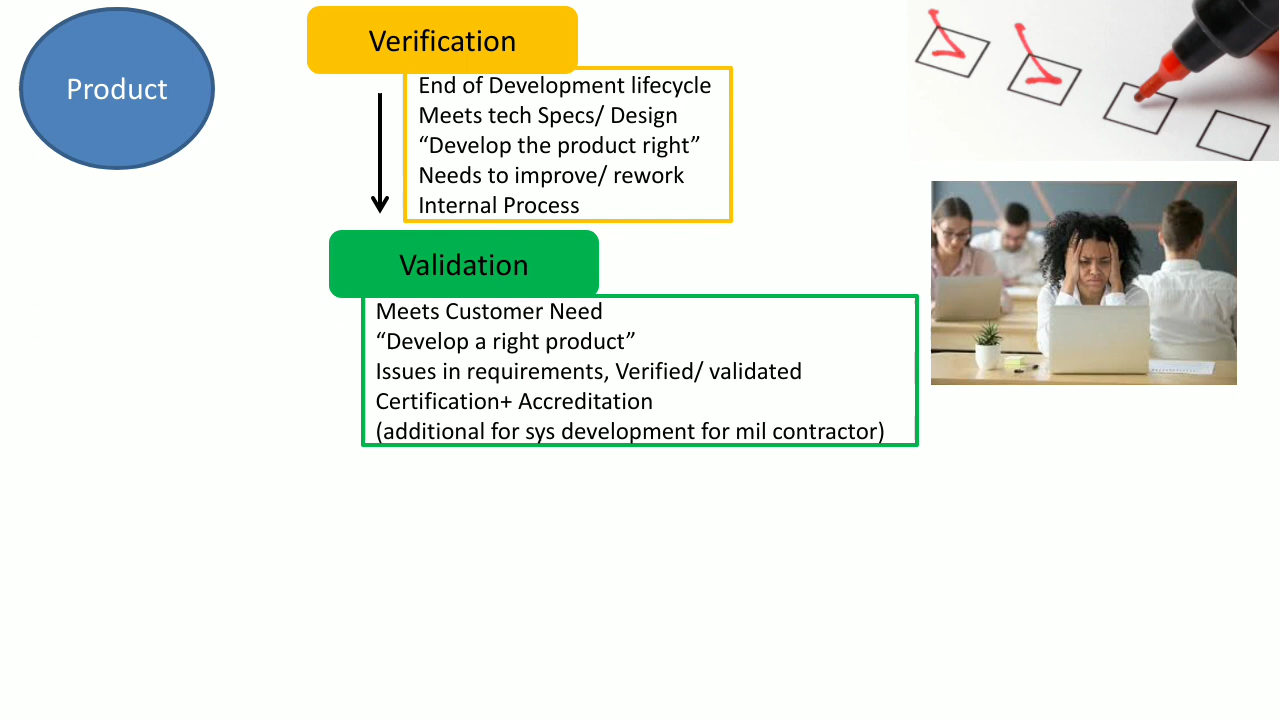 Product
Verification
End of Development lifecycle
Meets tech Specs/ Design
“Develop the product right”
Needs to improve/ rework
Internal Process
Validation
Meets Customer Need
“Develop a right product”
Issues in requirements, Verified/ validated
Certification+ Accreditation
(additional for sys development for mil contractor)